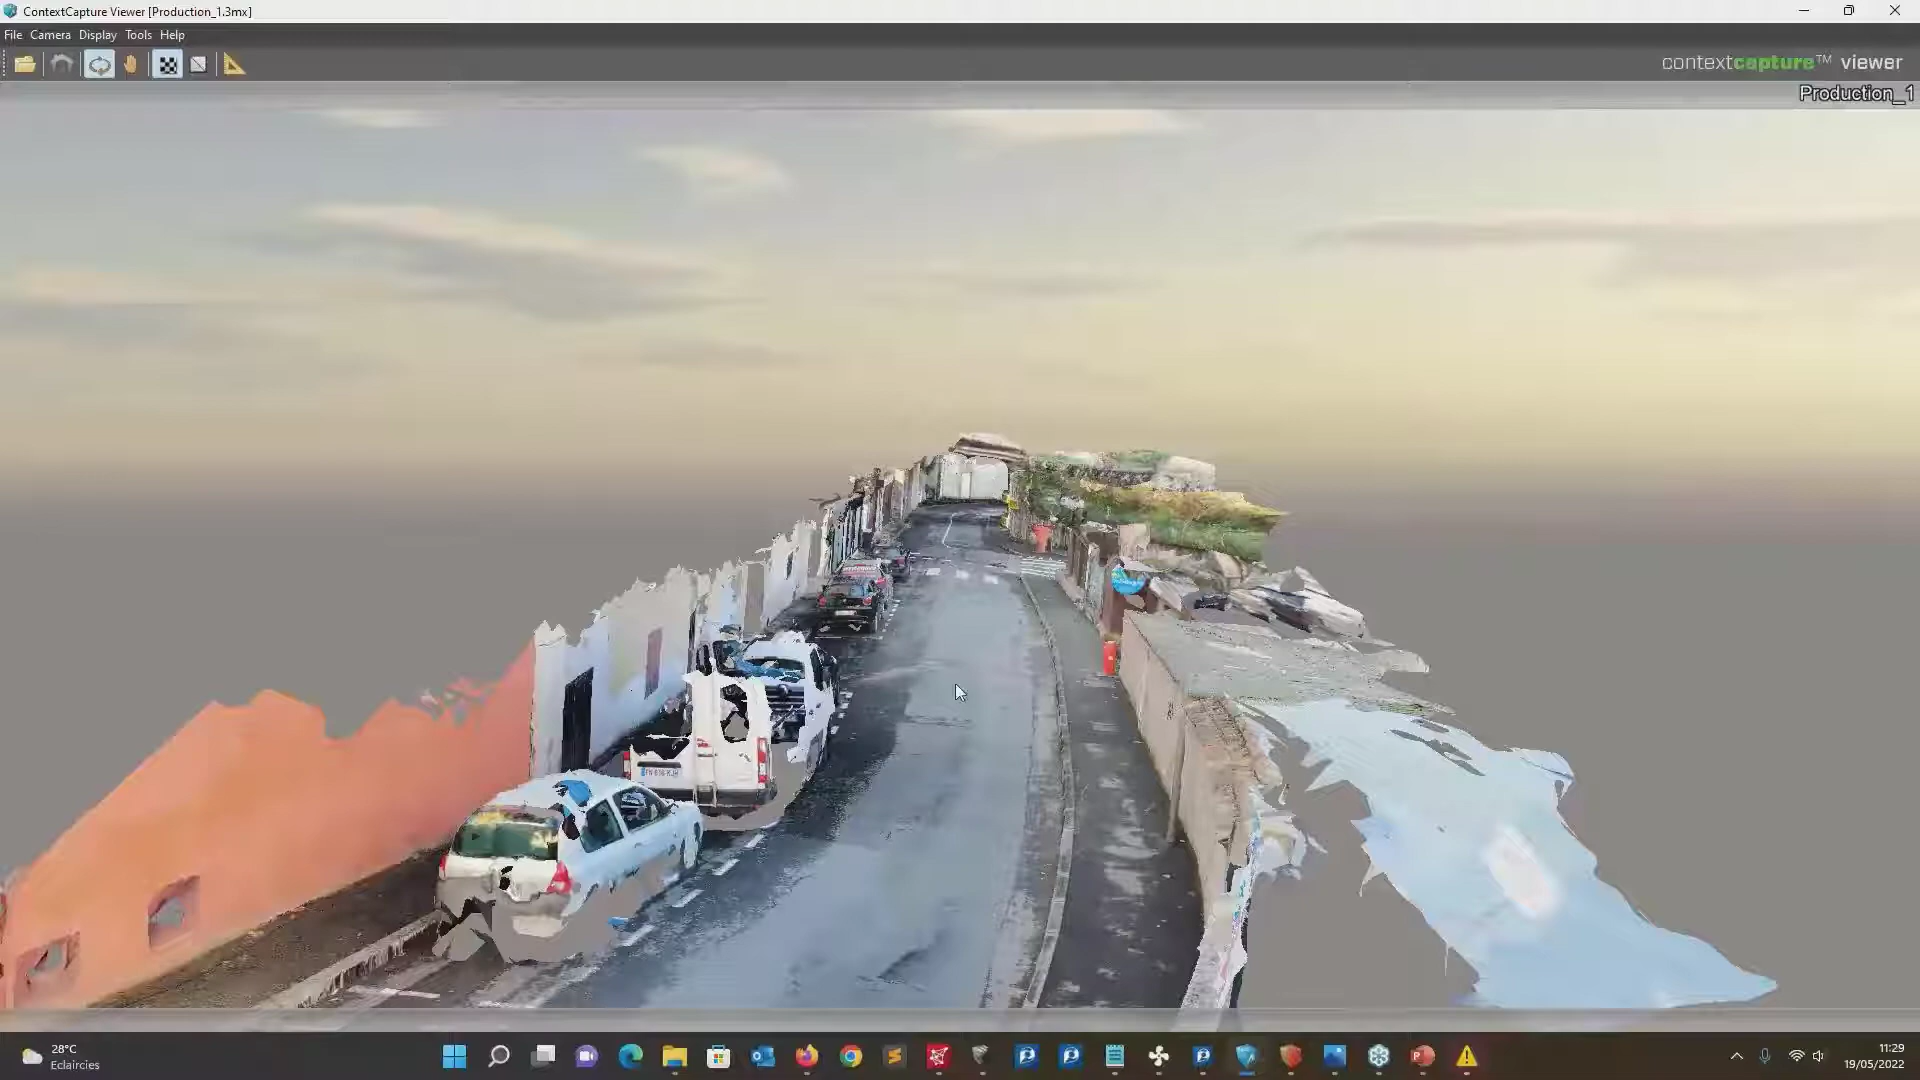 ContextCapture Viewer [Production_1.3mx]
File Camera Display Tools Help
contextcapture™ viewer
Production_1
28°C
Eclaircies
11:29
19/05/2022